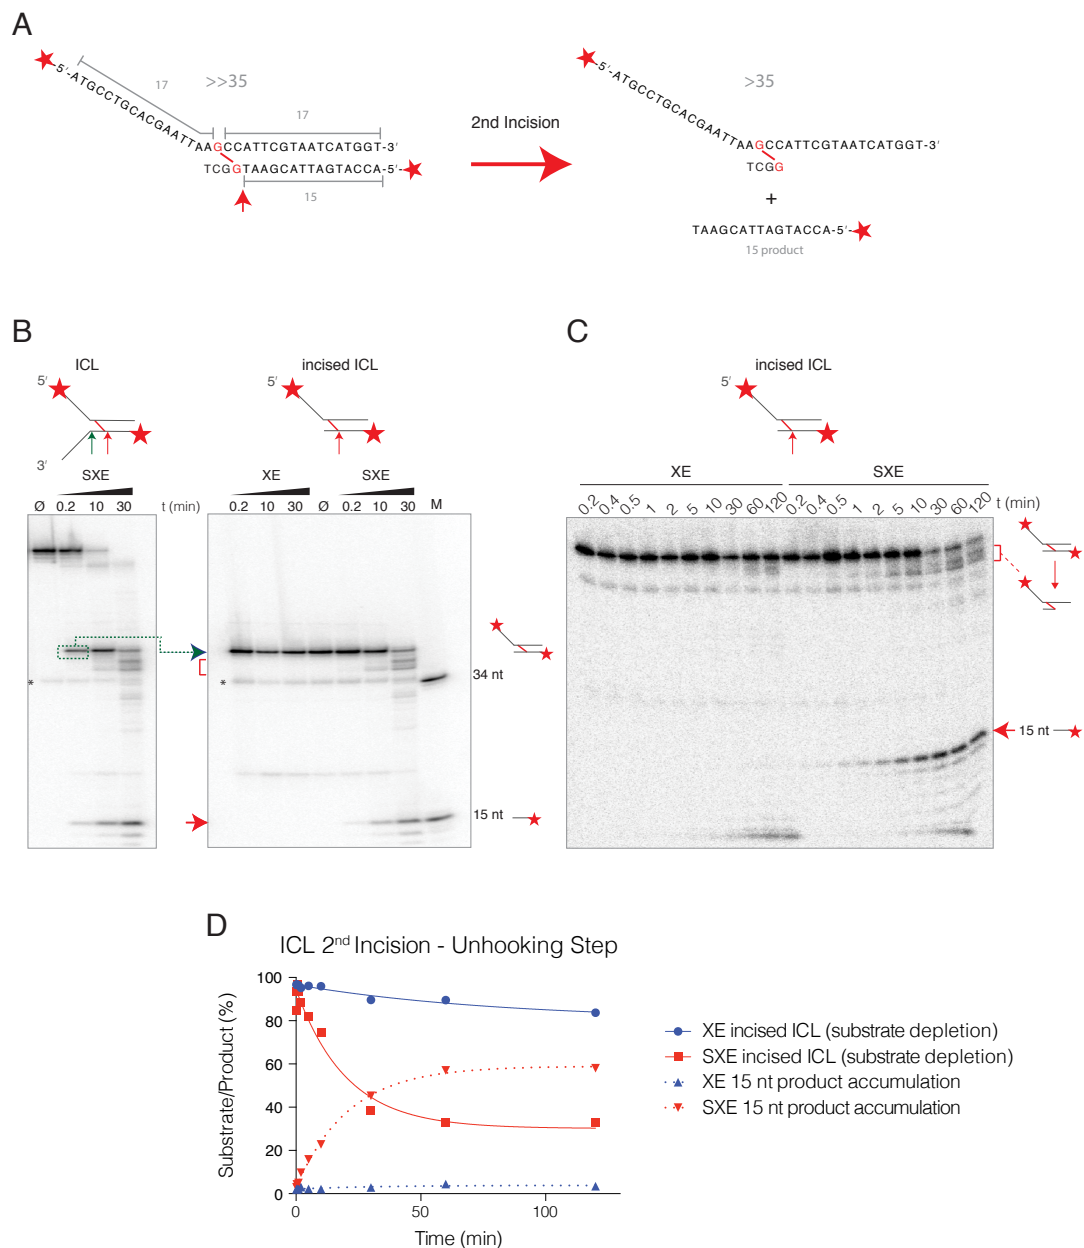 A
5′-ATGCCTGCACGAATTAAGCCATTCGTAATCATGGT-3′
17
>>35
17
TCGGTAAGCATTAGTACCA-5′
15
2nd Incision
5′-ATGCCTGCACGAATTAAGCCATTCGTAATCATGGT-3′
>35
TCGG
+
TAAGCATTAGTACCA-5′
15 product
B
ICL
5′
3′
SXE
Ø 0.2 10 30 t (min)
*
incised ICL
5′
XE SXE
0.2 10 30 Ø 0.2 10 30 M
*
34 nt
15 nt
C
incised ICL
5′
XE SXE
0.2 0.4 0.5 1 2 5 10 30 60 120 0.2 0.4 0.5 1 2 5 10 30 60 120 t (min)
15 nt
D
ICL 2nd Incision - Unhooking Step
Substrate/Product (%)
100
80
60
40
20
0
0 50 100
Time (min)
XE incised ICL (substrate depletion)
SXE incised ICL (substrate depletion)
XE 15 nt product accumulation
SXE 15 nt product accumulation